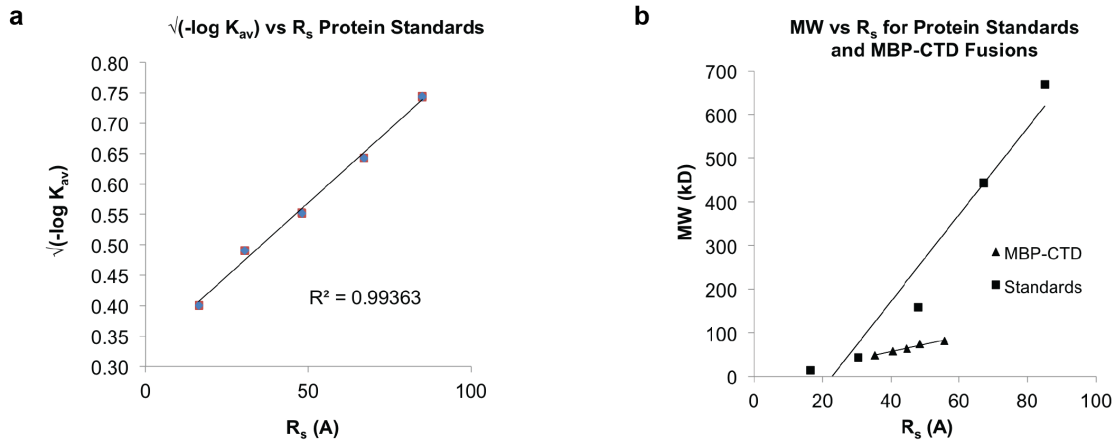 a
√(-log Kav) vs Rs Protein Standards
0.80
0.75
0.70
0.65
0.60
0.55
0.50
0.45
0.40
0.35
0.30
√(-log Kav)
R² = 0.99363
0 50 100
Rs (A)
b
MW vs Rs for Protein Standards
and MBP-CTD Fusions
700
600
500
400
300
200
100
0
MW (kD)
MBP-CTD
Standards
0 20 40 60 80 100
Rs (A)